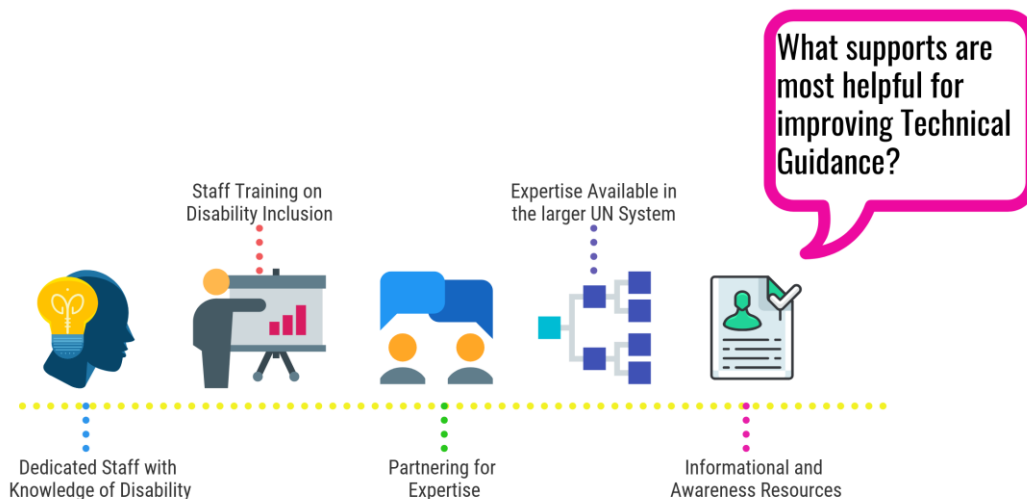 What supports are
most helpful for
improving Technical
Guidance?
Staff Training on
Disability Inclusion
Expertise Available in
the larger UN System
Dedicated Staff with
Knowledge of Disability
Partnering for
Expertise
Informational and
Awareness Resources